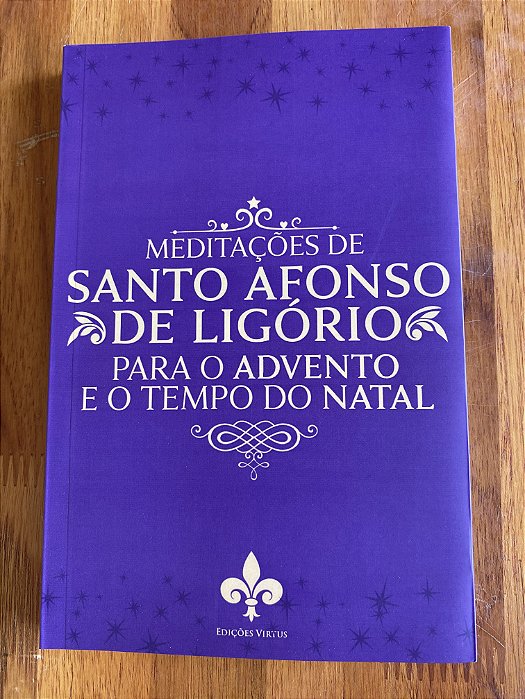 MEDITAÇÕES DE
SANTO AFONSO
DE LIGÓRIO
PARA O ADVENTO
E O TEMPO DO NATAL
EDIÇÕES VIRTUS